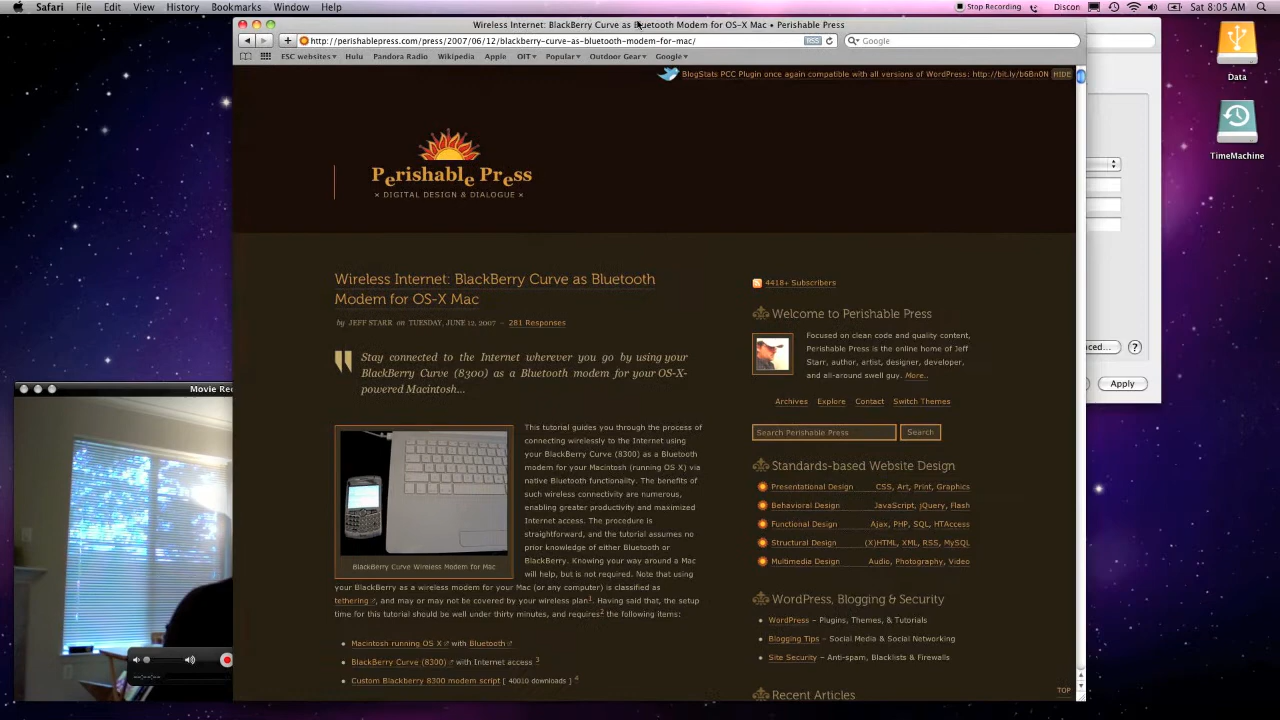 Safari File Edit View History Bookmarks Window Help
Stop Recording Discon Sat 8:05 AM
Wireless Internet: BlackBerry Curve as Bluetooth Modem for OS-X Mac • Perishable Press
http://perishablepress.com/press/2007/06/12/blackberry-curve-as-bluetooth-modem-for-mac/ RSS Google
ESC websites Hulu Pandora Radio Wikipedia Apple OIT Popular Outdoor Gear Google
BlogStats PCC Plugin once again compatible with all versions of WordPress: http://bit.ly/b6Bn0N HIDE
Data
TimeMachine
Perishable Press
× DIGITAL DESIGN & DIALOGUE ×
Wireless Internet: BlackBerry Curve as Bluetooth
Modem for OS-X Mac
by JEFF STARR on TUESDAY, JUNE 12, 2007 ~ 281 Responses
Stay connected to the Internet wherever you go by using your
BlackBerry Curve (8300) as a Bluetooth modem for your OS-X-
powered Macintosh...
BlackBerry Curve Wireless Modem for Mac
This tutorial guides you through the process of
connecting wirelessly to the Internet using
your BlackBerry Curve (8300) as a Bluetooth
modem for your Macintosh (running OS X) via
native Bluetooth functionality. The benefits of
such wireless connectivity are numerous,
enabling greater productivity and maximized
Internet access. The procedure is
straightforward, and the tutorial assumes no
prior knowledge of either Bluetooth or
BlackBerry. Knowing your way around a Mac
will help, but is not required. Note that using
your BlackBerry as a wireless modem for your Mac (or any computer) is classified as
tethering, and may or may not be covered by your wireless plan1. Having said that, the setup
time for this tutorial should be well under thirty minutes, and requires2 the following items:
Macintosh running OS X with Bluetooth
BlackBerry Curve (8300) with Internet access 3
Custom Blackberry 8300 modem script [ 40010 downloads ] 4
4418+ Subscribers
Welcome to Perishable Press
Focused on clean code and quality content,
Perishable Press is the online home of Jeff
Starr, author, artist, designer, developer,
and all-around swell guy. More..
Archives Explore Contact Switch Themes
Search Perishable Press Search
Standards-based Website Design
Presentational Design CSS, Art, Print, Graphics
Behavioral Design JavaScript, jQuery, Flash
Functional Design Ajax, PHP, SQL, HTAccess
Structural Design (X)HTML, XML, RSS, MySQL
Multimedia Design Audio, Photography, Video
WordPress, Blogging & Security
WordPress – Plugins, Themes, & Tutorials
Blogging Tips – Social Media & Social Networking
Site Security – Anti-spam, Blacklists & Firewalls
Recent Articles
TOP
Movie Rec
--:--:--
ced... ?
Apply